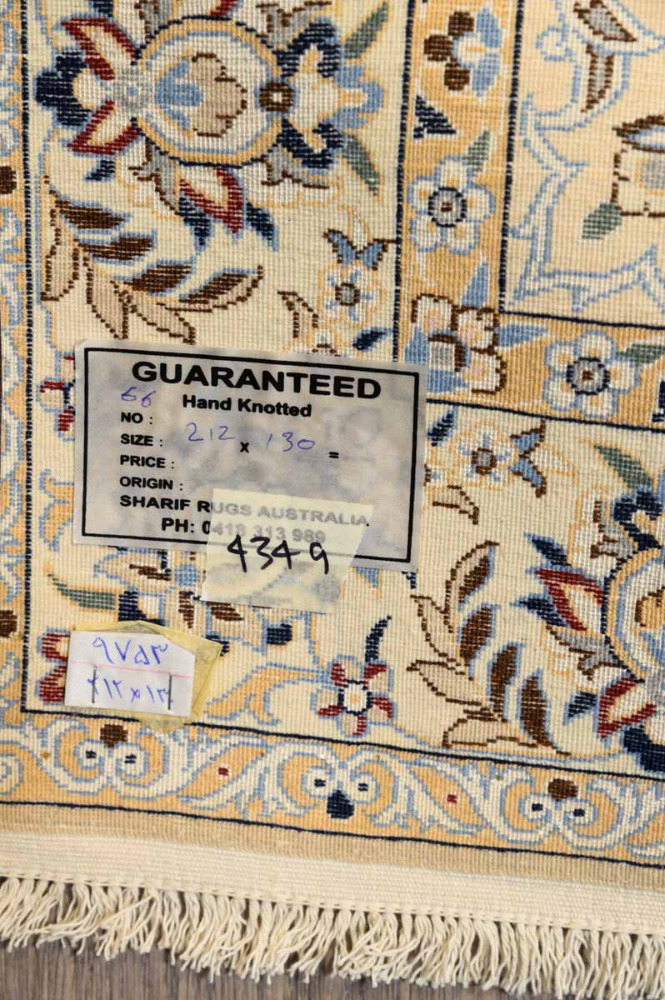 GUARANTEED
66 Hand Knotted
NO :
SIZE : 212 x 130 =
PRICE :
ORIGIN :
SHARIF RUGS AUSTRALIA.
PH: 0418 313 989
4349
۹۷۵۳